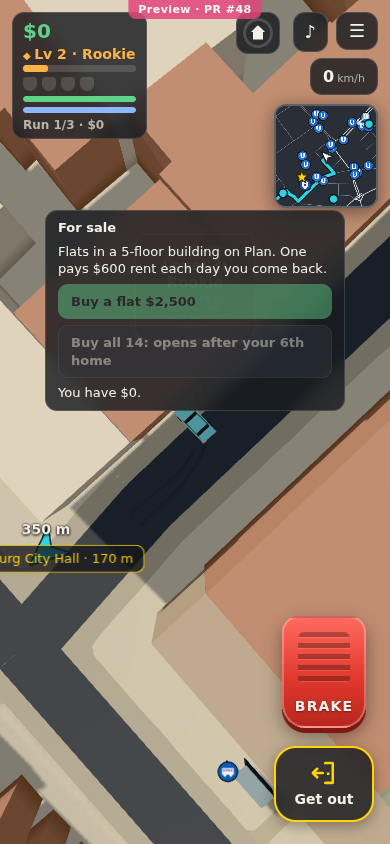 Preview · PR #48
$0
Lv 2 · Rookie
Run 1/3 · $0
♪
☰
0 km/h
For sale
Flats in a 5-floor building on Plan. One
pays $600 rent each day you come back.
Buy a flat $2,500
Buy all 14: opens after your 6th
home
You have $0.
350 m
urg City Hall · 170 m
BRAKE
Get out